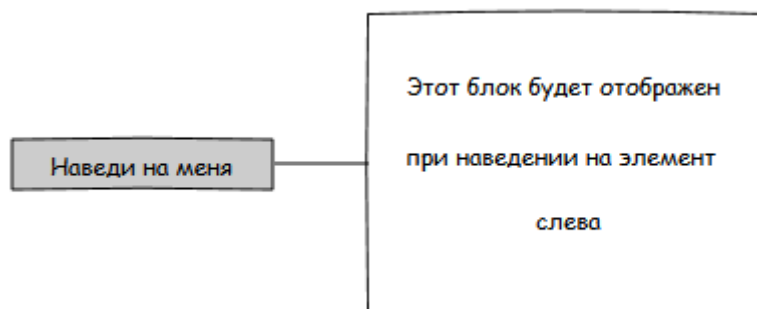 Наведи на меня
Этот блок будет отображен
при наведении на элемент
слева